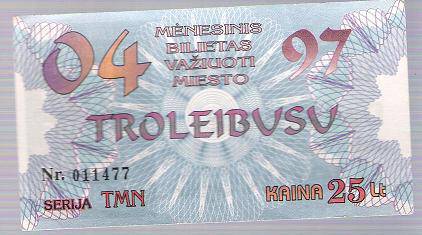 04 MĖNESINIS 97
BILIETAS
VAŽIUOTI
MIESTO
TROLEIBUSU
Nr. 011477
SERIJA TMN KAINA 25 Lt